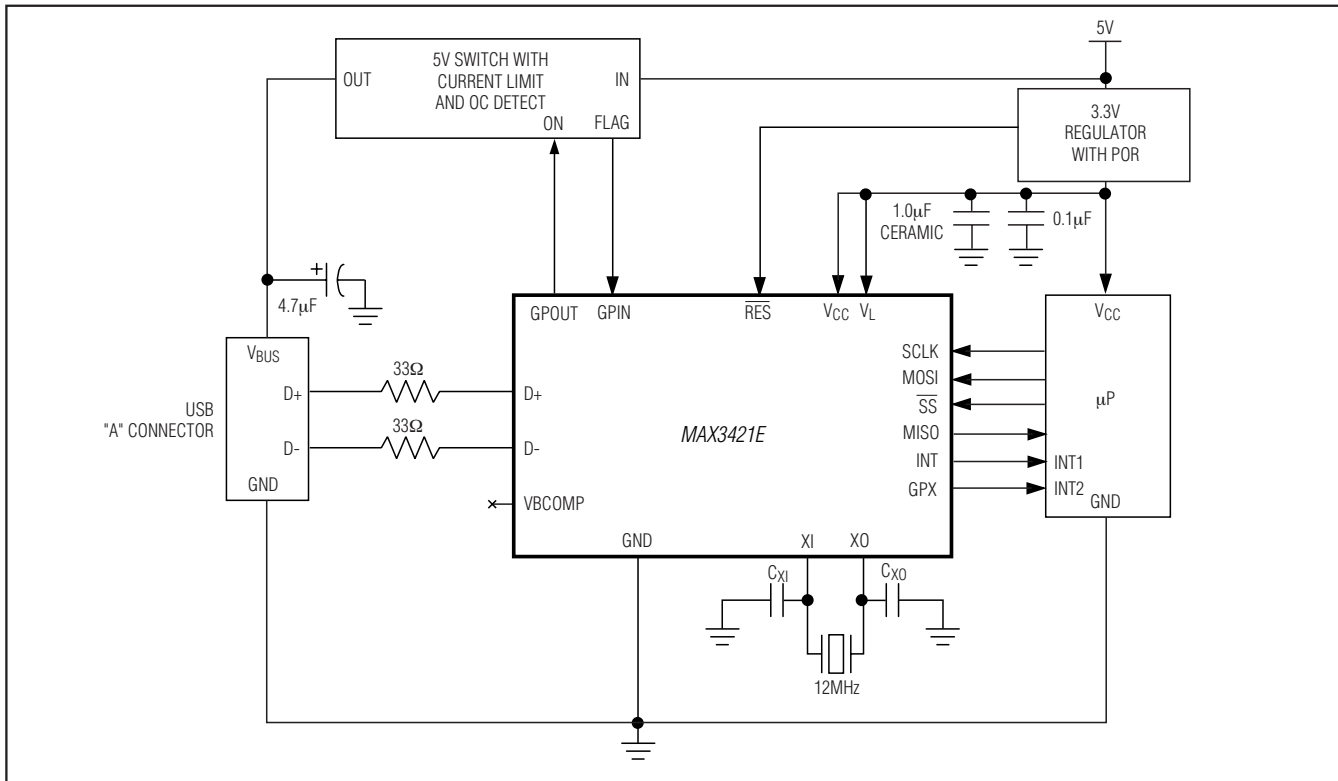 5V
5V SWITCH WITH
CURRENT LIMIT
AND OC DETECT
OUT
IN
ON
FLAG
3.3V
REGULATOR
WITH POR
1.0µF
CERAMIC
0.1µF
+
4.7µF
GPOUT
GPIN
RES
VCC
VL
VCC
VBUS
D+
D-
GND
USB
"A" CONNECTOR
33Ω
33Ω
D+
D-
VBCOMP
MAX3421E
SCLK
MOSI
SS
MISO
INT
GPX
µP
INT1
INT2
GND
GND
XI
XO
CXI
CXO
12MHz